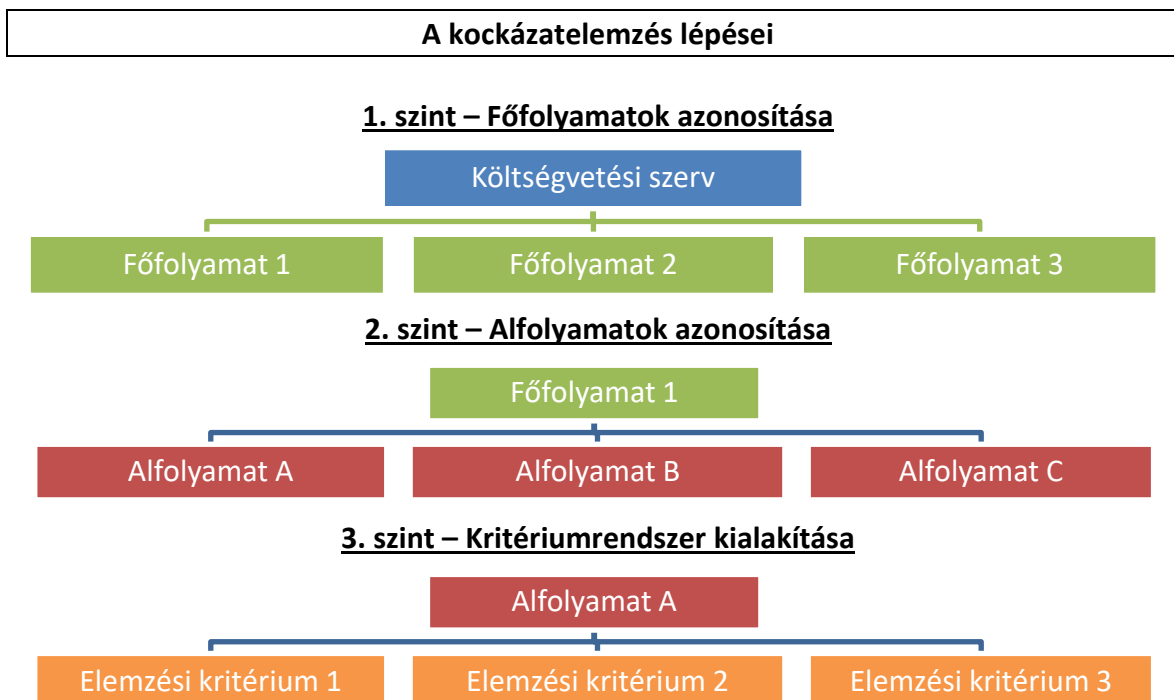 A kockázatelemzés lépései
1. szint – Főfolyamatok azonosítása
Költségvetési szerv
Főfolyamat 1
Főfolyamat 2
Főfolyamat 3
2. szint – Alfolyamatok azonosítása
Főfolyamat 1
Alfolyamat A
Alfolyamat B
Alfolyamat C
3. szint – Kritériumrendszer kialakítása
Alfolyamat A
Elemzési kritérium 1
Elemzési kritérium 2
Elemzési kritérium 3